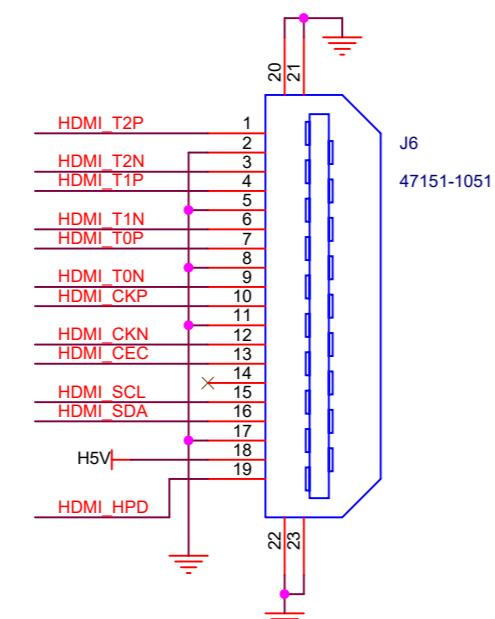 20 21
HDMI_T2P 1
2
HDMI_T2N 3
HDMI_T1P 4
5
HDMI_T1N 6
HDMI_T0P 7
8
HDMI_T0N 9
HDMI_CKP 10
11
HDMI_CKN 12
HDMI_CEC 13
14
HDMI_SCL 15
HDMI_SDA 16
17
H5V 18
19
HDMI_HPD
22 23
J6
47151-1051